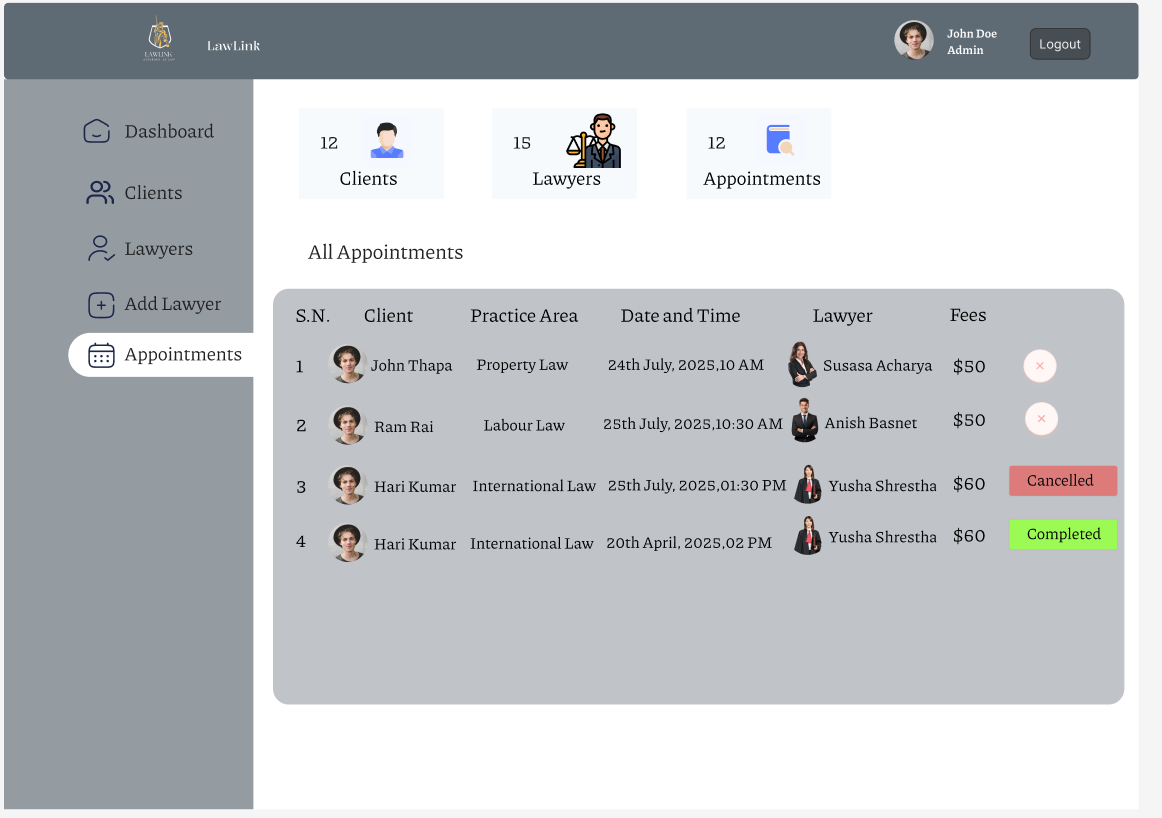 LAWLINK
LawLink
John Doe
Admin
Logout
Dashboard
Clients
Lawyers
Add Lawyer
Appointments
12
Clients
15
Lawyers
12
Appointments
All Appointments
S.N. Client Practice Area Date and Time Lawyer Fees
1 John Thapa Property Law 24th July, 2025,10 AM Susasa Acharya $50
2 Ram Rai Labour Law 25th July, 2025,10:30 AM Anish Basnet $50
3 Hari Kumar International Law 25th July, 2025,01:30 PM Yusha Shrestha $60 Cancelled
4 Hari Kumar International Law 20th April, 2025,02 PM Yusha Shrestha $60 Completed